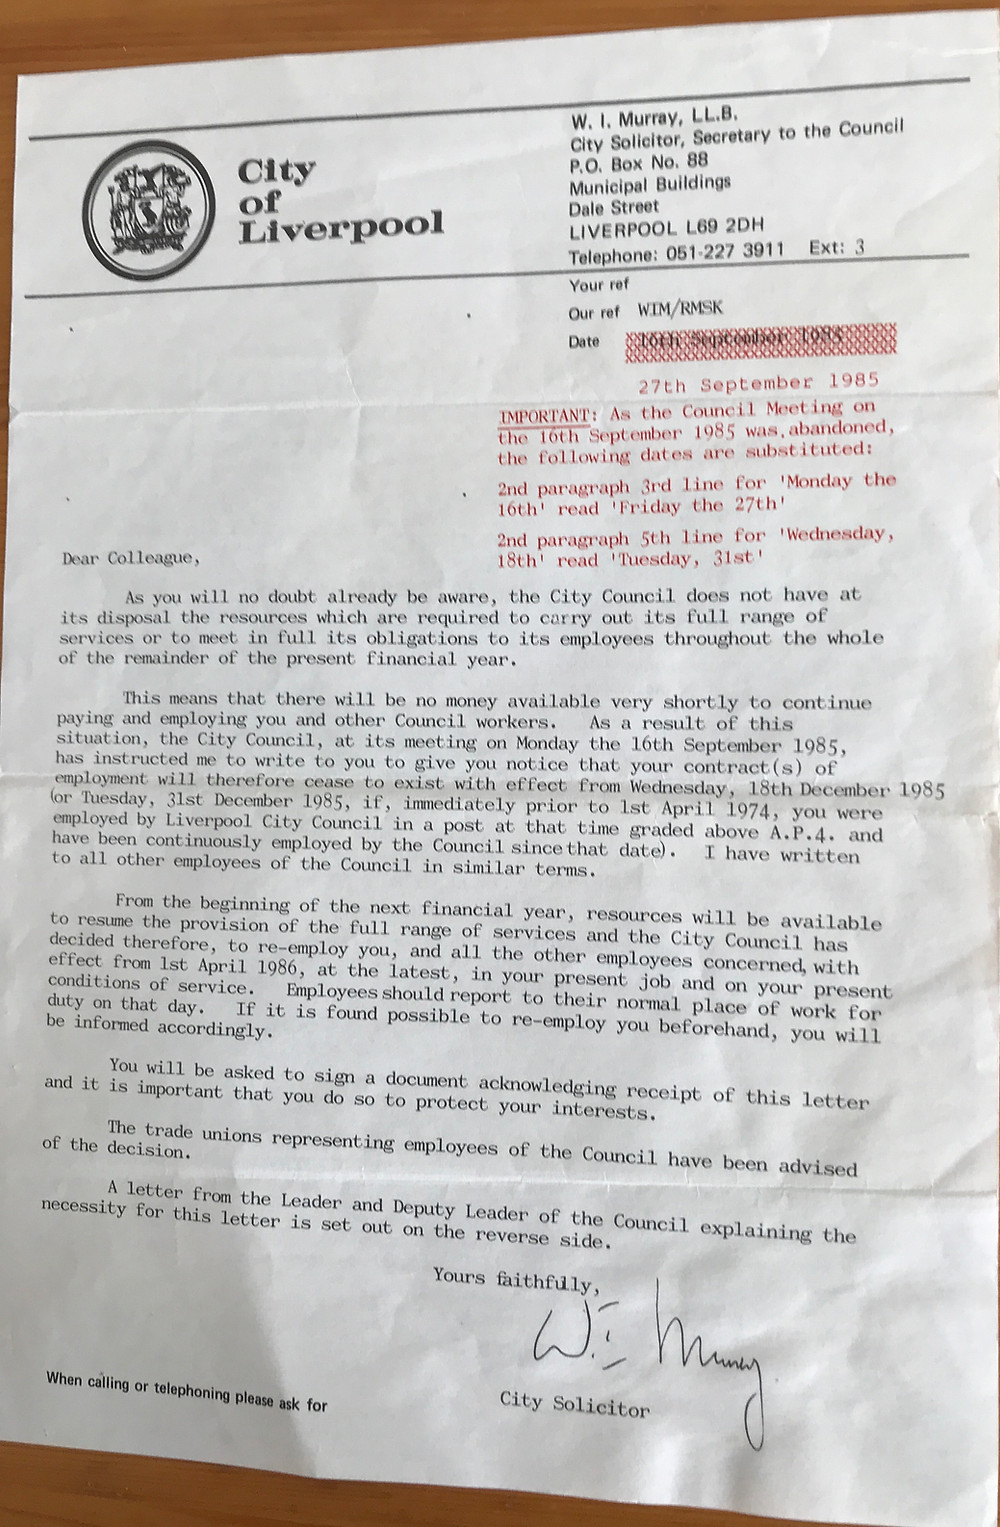 City
of
Liverpool
W. I. Murray, LL.B.
City Solicitor, Secretary to the Council
P.O. Box No. 88
Municipal Buildings
Dale Street
LIVERPOOL L69 2DH
Telephone: 051-227 3911 Ext: 3
Your ref
Our ref WIM/RMSK
Date 16th September 1985
27th September 1985
IMPORTANT: As the Council Meeting on
the 16th September 1985 was abandoned,
the following dates are substituted:
2nd paragraph 3rd line for 'Monday the
16th' read 'Friday the 27th'
2nd paragraph 5th line for 'Wednesday,
18th' read 'Tuesday, 31st'
Dear Colleague,
As you will no doubt already be aware, the City Council does not have at
its disposal the resources which are required to carry out its full range of
services or to meet in full its obligations to its employees throughout the whole
of the remainder of the present financial year.
This means that there will be no money available very shortly to continue
paying and employing you and other Council workers. As a result of this
situation, the City Council, at its meeting on Monday the 16th September 1985,
has instructed me to write to you to give you notice that your contract(s) of
employment will therefore cease to exist with effect from Wednesday, 18th December 1985
(or Tuesday, 31st December 1985, if, immediately prior to 1st April 1974, you were
employed by Liverpool City Council in a post at that time graded above A.P.4. and
have been continuously employed by the Council since that date). I have written
to all other employees of the Council in similar terms.
From the beginning of the next financial year, resources will be available
to resume the provision of the full range of services and the City Council has
decided therefore, to re-employ you, and all the other employees concerned, with
effect from 1st April 1986, at the latest, in your present job and on your present
conditions of service. Employees should report to their normal place of work for
duty on that day. If it is found possible to re-employ you beforehand, you will
be informed accordingly.
You will be asked to sign a document acknowledging receipt of this letter
and it is important that you do so to protect your interests.
The trade unions representing employees of the Council have been advised
of the decision.
A letter from the Leader and Deputy Leader of the Council explaining the
necessity for this letter is set out on the reverse side.
Yours faithfully,
W. I. Murray
City Solicitor
When calling or telephoning please ask for